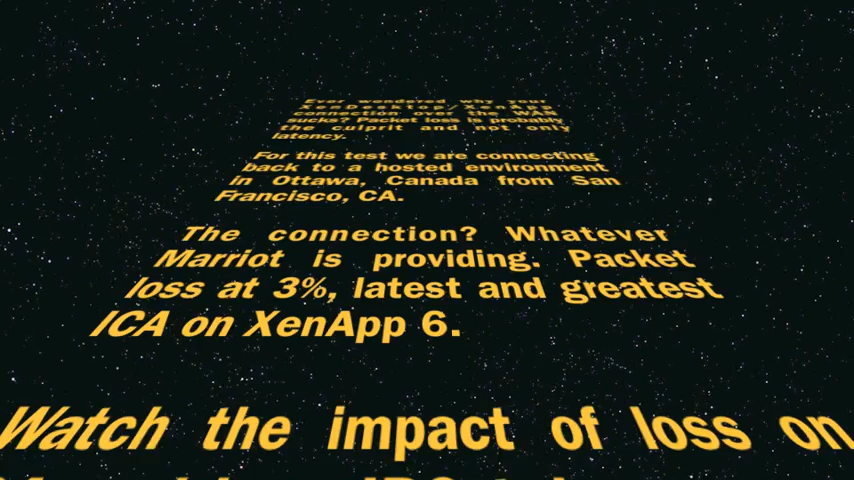 Ever wondered why your
XenDesktop/XenApp
connection over the WAN
sucks? Packet loss is probably
the culprit and not only
latency.
For this test we are connecting
back to a hosted environment
in Ottawa, Canada from San
Francisco, CA.
The connection? Whatever
Marriot is providing. Packet
loss at 3%, latest and greatest
ICA on XenApp 6.
Watch the impact of loss on